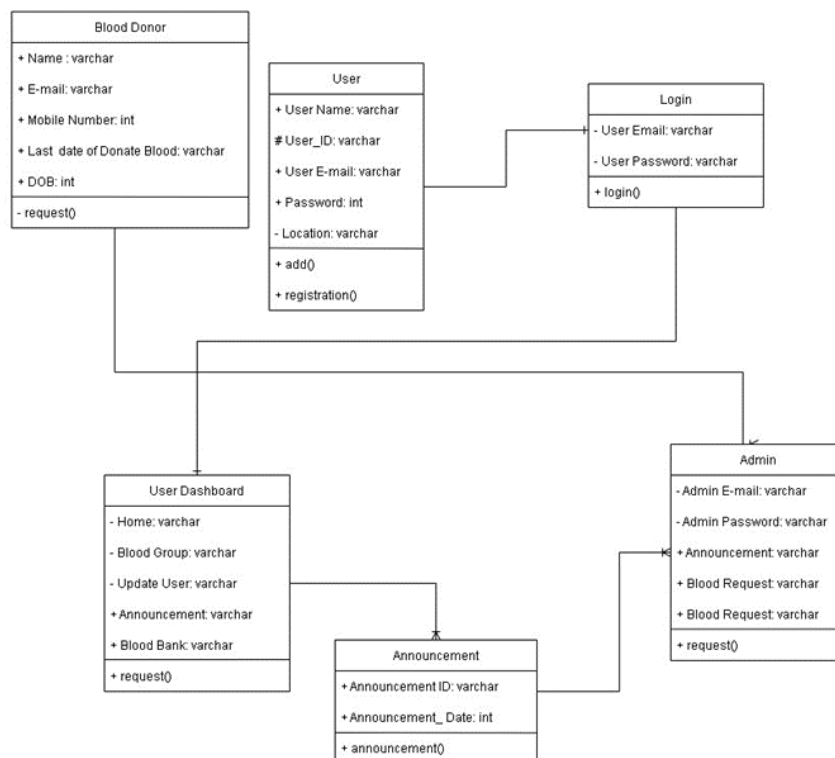 Blood Donor
+ Name : varchar
+ E-mail: varchar
+ Mobile Number: int
+ Last date of Donate Blood: varchar
+ DOB: int
- request()
User
+ User Name: varchar
# User_ID: varchar
+ User E-mail: varchar
+ Password: int
- Location: varchar
+ add()
+ registration()
Login
- User Email: varchar
- User Password: varchar
+ login()
User Dashboard
- Home: varchar
- Blood Group: varchar
- Update User: varchar
+ Announcement: varchar
+ Blood Bank: varchar
+ request()
Announcement
+ Announcement ID: varchar
+ Announcement_ Date: int
+ announcement()
Admin
- Admin E-mail: varchar
- Admin Password: varchar
+ Announcement: varchar
+ Blood Request: varchar
+ Blood Request: varchar
+ request()